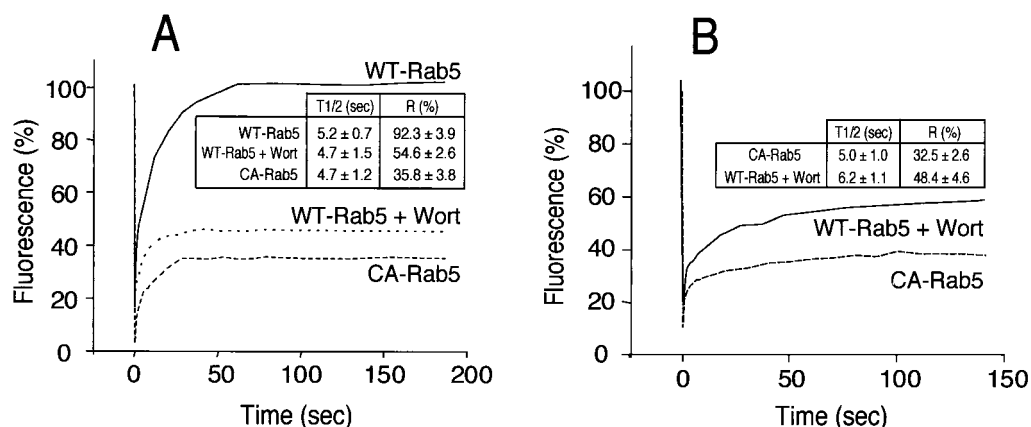 A
WT-Rab5
T1/2 (sec) R (%)
WT-Rab5 5.2 ± 0.7 92.3 ± 3.9
WT-Rab5 + Wort 4.7 ± 1.5 54.6 ± 2.6
CA-Rab5 4.7 ± 1.2 35.8 ± 3.8
WT-Rab5 + Wort
CA-Rab5
Fluorescence (%)
100
80
60
40
20
0
0 50 100 150 200
Time (sec)
B
T1/2 (sec) R (%)
CA-Rab5 5.0 ± 1.0 32.5 ± 2.6
WT-Rab5 + Wort 6.2 ± 1.1 48.4 ± 4.6
WT-Rab5 + Wort
CA-Rab5
Fluorescence (%)
100
80
60
40
20
0
0 50 100 150
Time (sec)